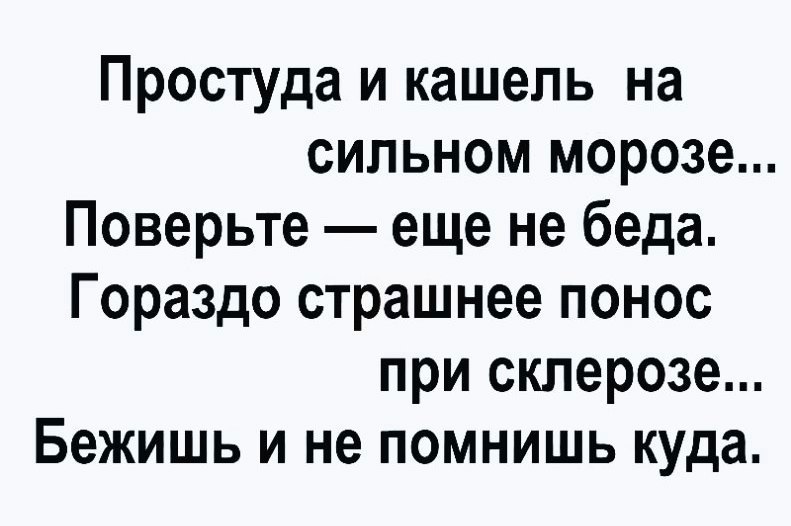 Простуда и кашель на
сильном морозе...
Поверьте — еще не беда.
Гораздо страшнее понос
при склерозе...
Бежишь и не помнишь куда.